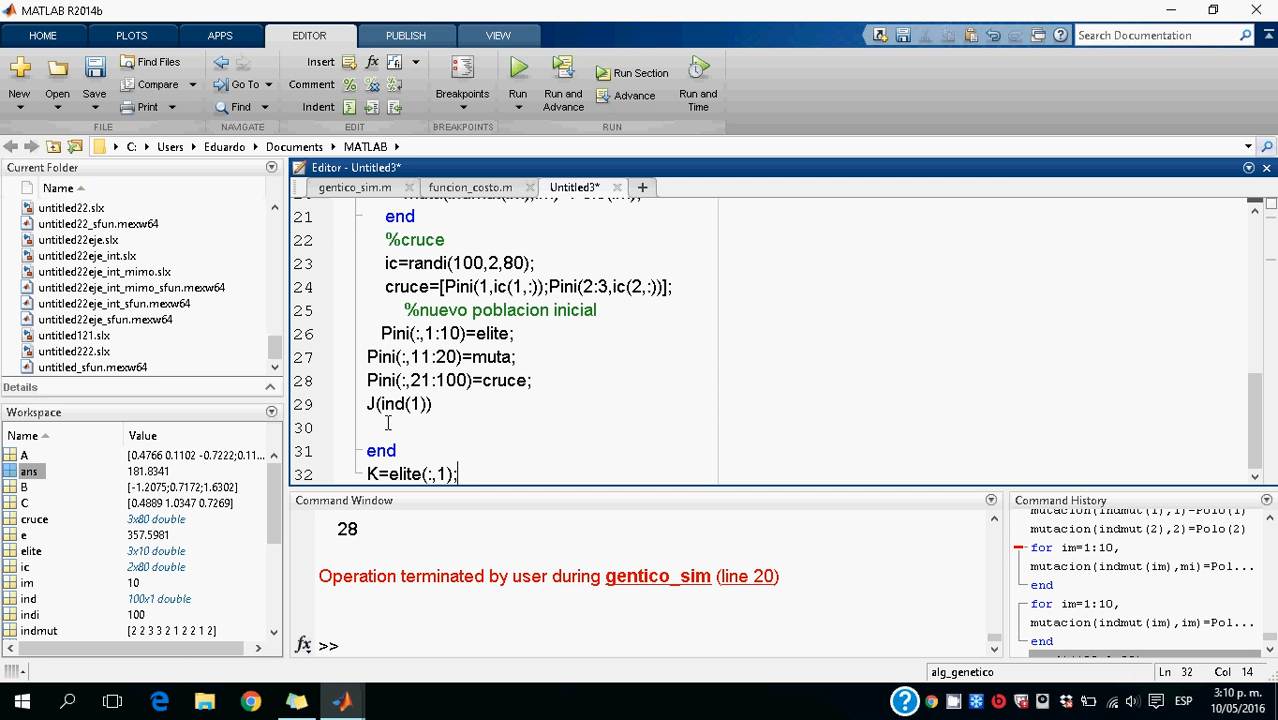 MATLAB R2014b
HOME PLOTS APPS EDITOR PUBLISH VIEW
Search Documentation
New Open Save Find Files Compare Print
Go To Find
Insert fx
Comment
Indent
Breakpoints
Run Run and Advance Run Section Advance Run and Time
FILE NAVIGATE EDIT BREAKPOINTS RUN
C: Users Eduardo Documents MATLAB
Current Folder
Name
untitled22.slx
untitled22_sfun.mexw64
untitled22eje.slx
untitled22eje_int.slx
untitled22eje_int_mimo.slx
untitled22eje_int_mimo_sfun.mexw64
untitled22eje_int_sfun.mexw64
untitled22eje_sfun.mexw64
untitled121.slx
untitled222.slx
untitled_sfun.mexw64
Details
Workspace
Name Value
A [0.4766 0.1102 -0.7222;0.11...
ans 181.8341
B [-1.2075;0.7172;1.6302]
C [0.4889 1.0347 0.7269]
cruce 3x80 double
e 357.5981
elite 3x10 double
ic 2x80 double
im 10
ind 100x1 double
indi 100
indmut [2 2 3 3 2 1 2 2 1 2]
Editor - Untitled3*
gentico_sim.m funcion_costo.m Untitled3*
21 end
22 %cruce
23 ic=randi(100,2,80);
24 cruce=[Pini(1,ic(1,:));Pini(2:3,ic(2,:))];
25 %nuevo poblacion inicial
26 Pini(:,1:10)=elite;
27 Pini(:,11:20)=muta;
28 Pini(:,21:100)=cruce;
29 J(ind(1))
30
31 end
32 K=elite(:,1);
Command Window
28
Operation terminated by user during gentico_sim (line 20)
fx >>
Command History
mutacion(indmut(1),1)=Polo(1)
mutacion(indmut(2),2)=Polo(2)
for im=1:10,
mutacion(indmut(im),mi)=Pol...
end
for im=1:10,
mutacion(indmut(im),im)=Pol...
end
alg_genetico Ln 32 Col 14
ESP
3:10 p. m.
10/05/2016